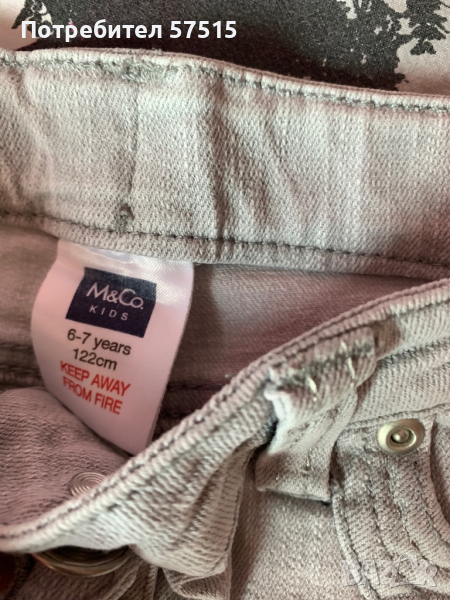 Потребител 57515
M&Co.
KIDS
6-7 years
122cm
KEEP AWAY
FROM FIRE